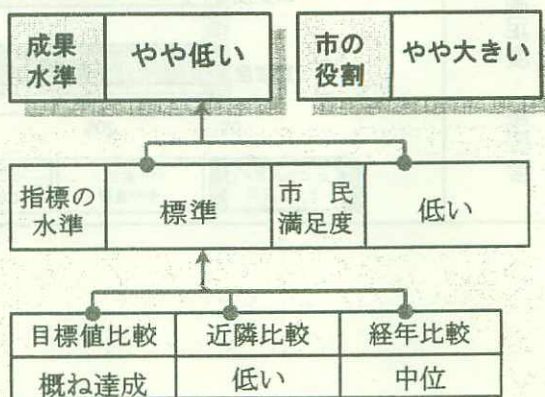 成果
水準
やや低い
市の
役割
やや大きい
指標の
水準
標準
市 民
満足度
低い
目標値比較 近隣比較 経年比較
概ね達成 低い 中位